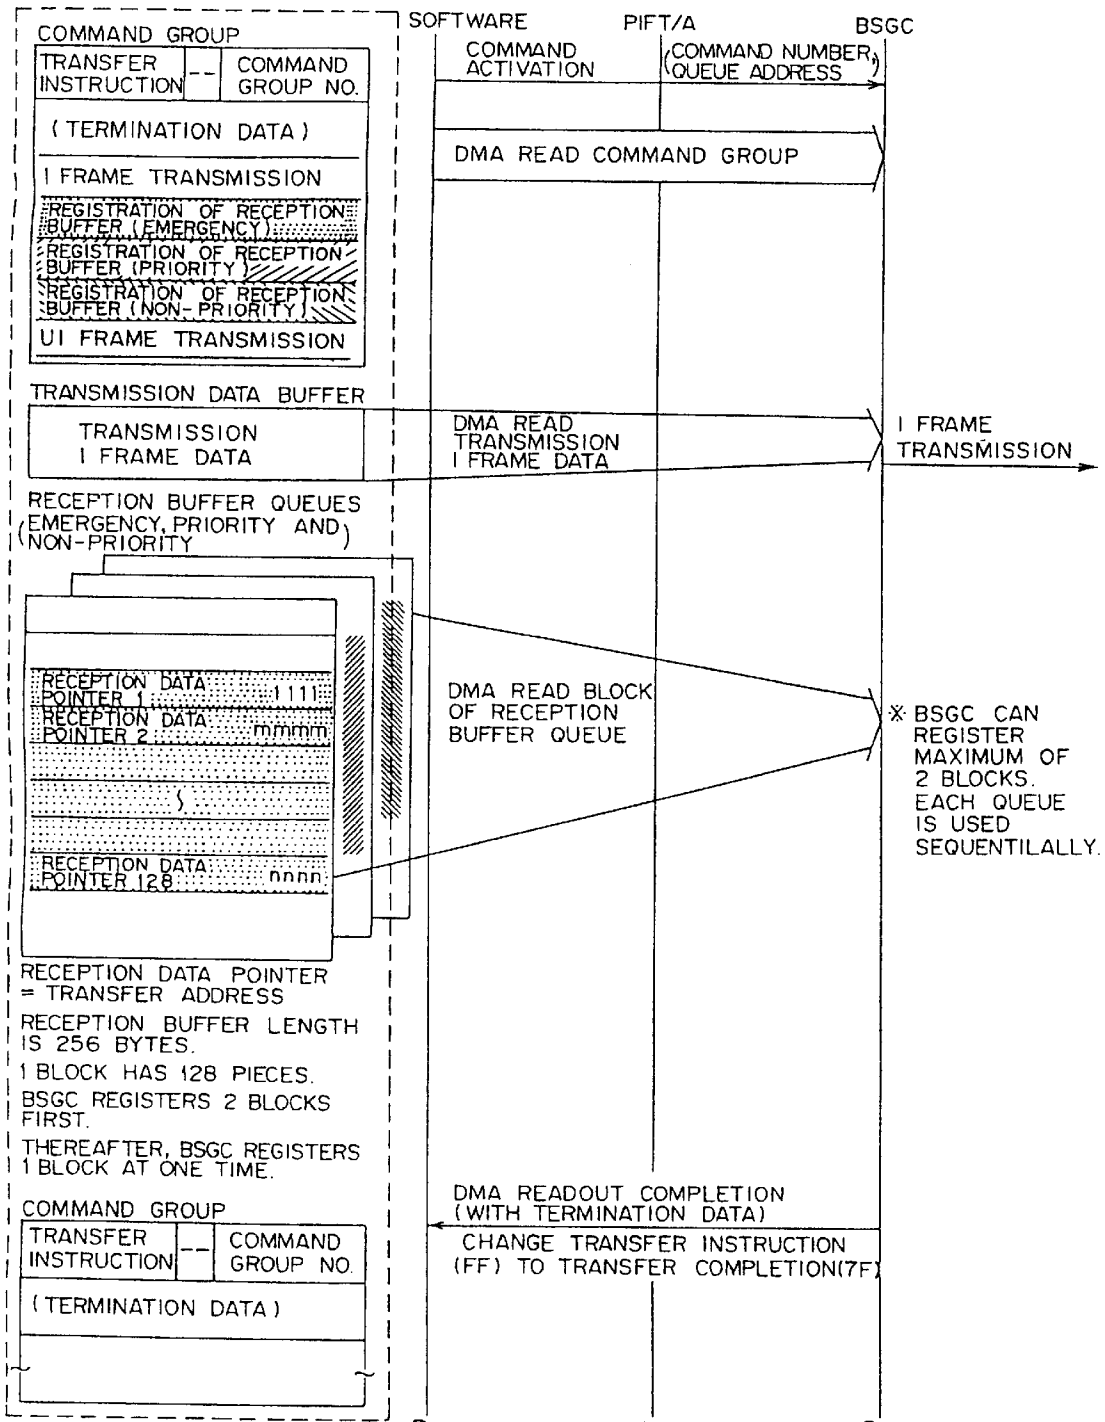 SOFTWARE PIFT/A BSGC
COMMAND GROUP
TRANSFER INSTRUCTION -- COMMAND GROUP NO.
(TERMINATION DATA)
I FRAME TRANSMISSION
REGISTRATION OF RECEPTION
BUFFER (EMERGENCY)
REGISTRATION OF RECEPTION
BUFFER (PRIORITY)
REGISTRATION OF RECEPTION
BUFFER (NON-PRIORITY)
UI FRAME TRANSMISSION
COMMAND
ACTIVATION
(COMMAND NUMBER,
QUEUE ADDRESS)
DMA READ COMMAND GROUP
TRANSMISSION DATA BUFFER
TRANSMISSION
I FRAME DATA
DMA READ
TRANSMISSION
I FRAME DATA
I FRAME
TRANSMISSION
RECEPTION BUFFER QUEUES
(EMERGENCY, PRIORITY AND
NON-PRIORITY)
RECEPTION DATA
POINTER 1 1111
RECEPTION DATA
POINTER 2 mmmm
RECEPTION DATA
POINTER 128 nnnn
DMA READ BLOCK
OF RECEPTION
BUFFER QUEUE
※ BSGC CAN
REGISTER
MAXIMUM OF
2 BLOCKS.
EACH QUEUE
IS USED
SEQUENTILALLY.
RECEPTION DATA POINTER
= TRANSFER ADDRESS
RECEPTION BUFFER LENGTH
IS 256 BYTES.
1 BLOCK HAS 128 PIECES.
BSGC REGISTERS 2 BLOCKS
FIRST.
THEREAFTER, BSGC REGISTERS
1 BLOCK AT ONE TIME.
COMMAND GROUP
TRANSFER INSTRUCTION -- COMMAND GROUP NO.
(TERMINATION DATA)
DMA READOUT COMPLETION
(WITH TERMINATION DATA)
CHANGE TRANSFER INSTRUCTION
(FF) TO TRANSFER COMPLETION(7F)